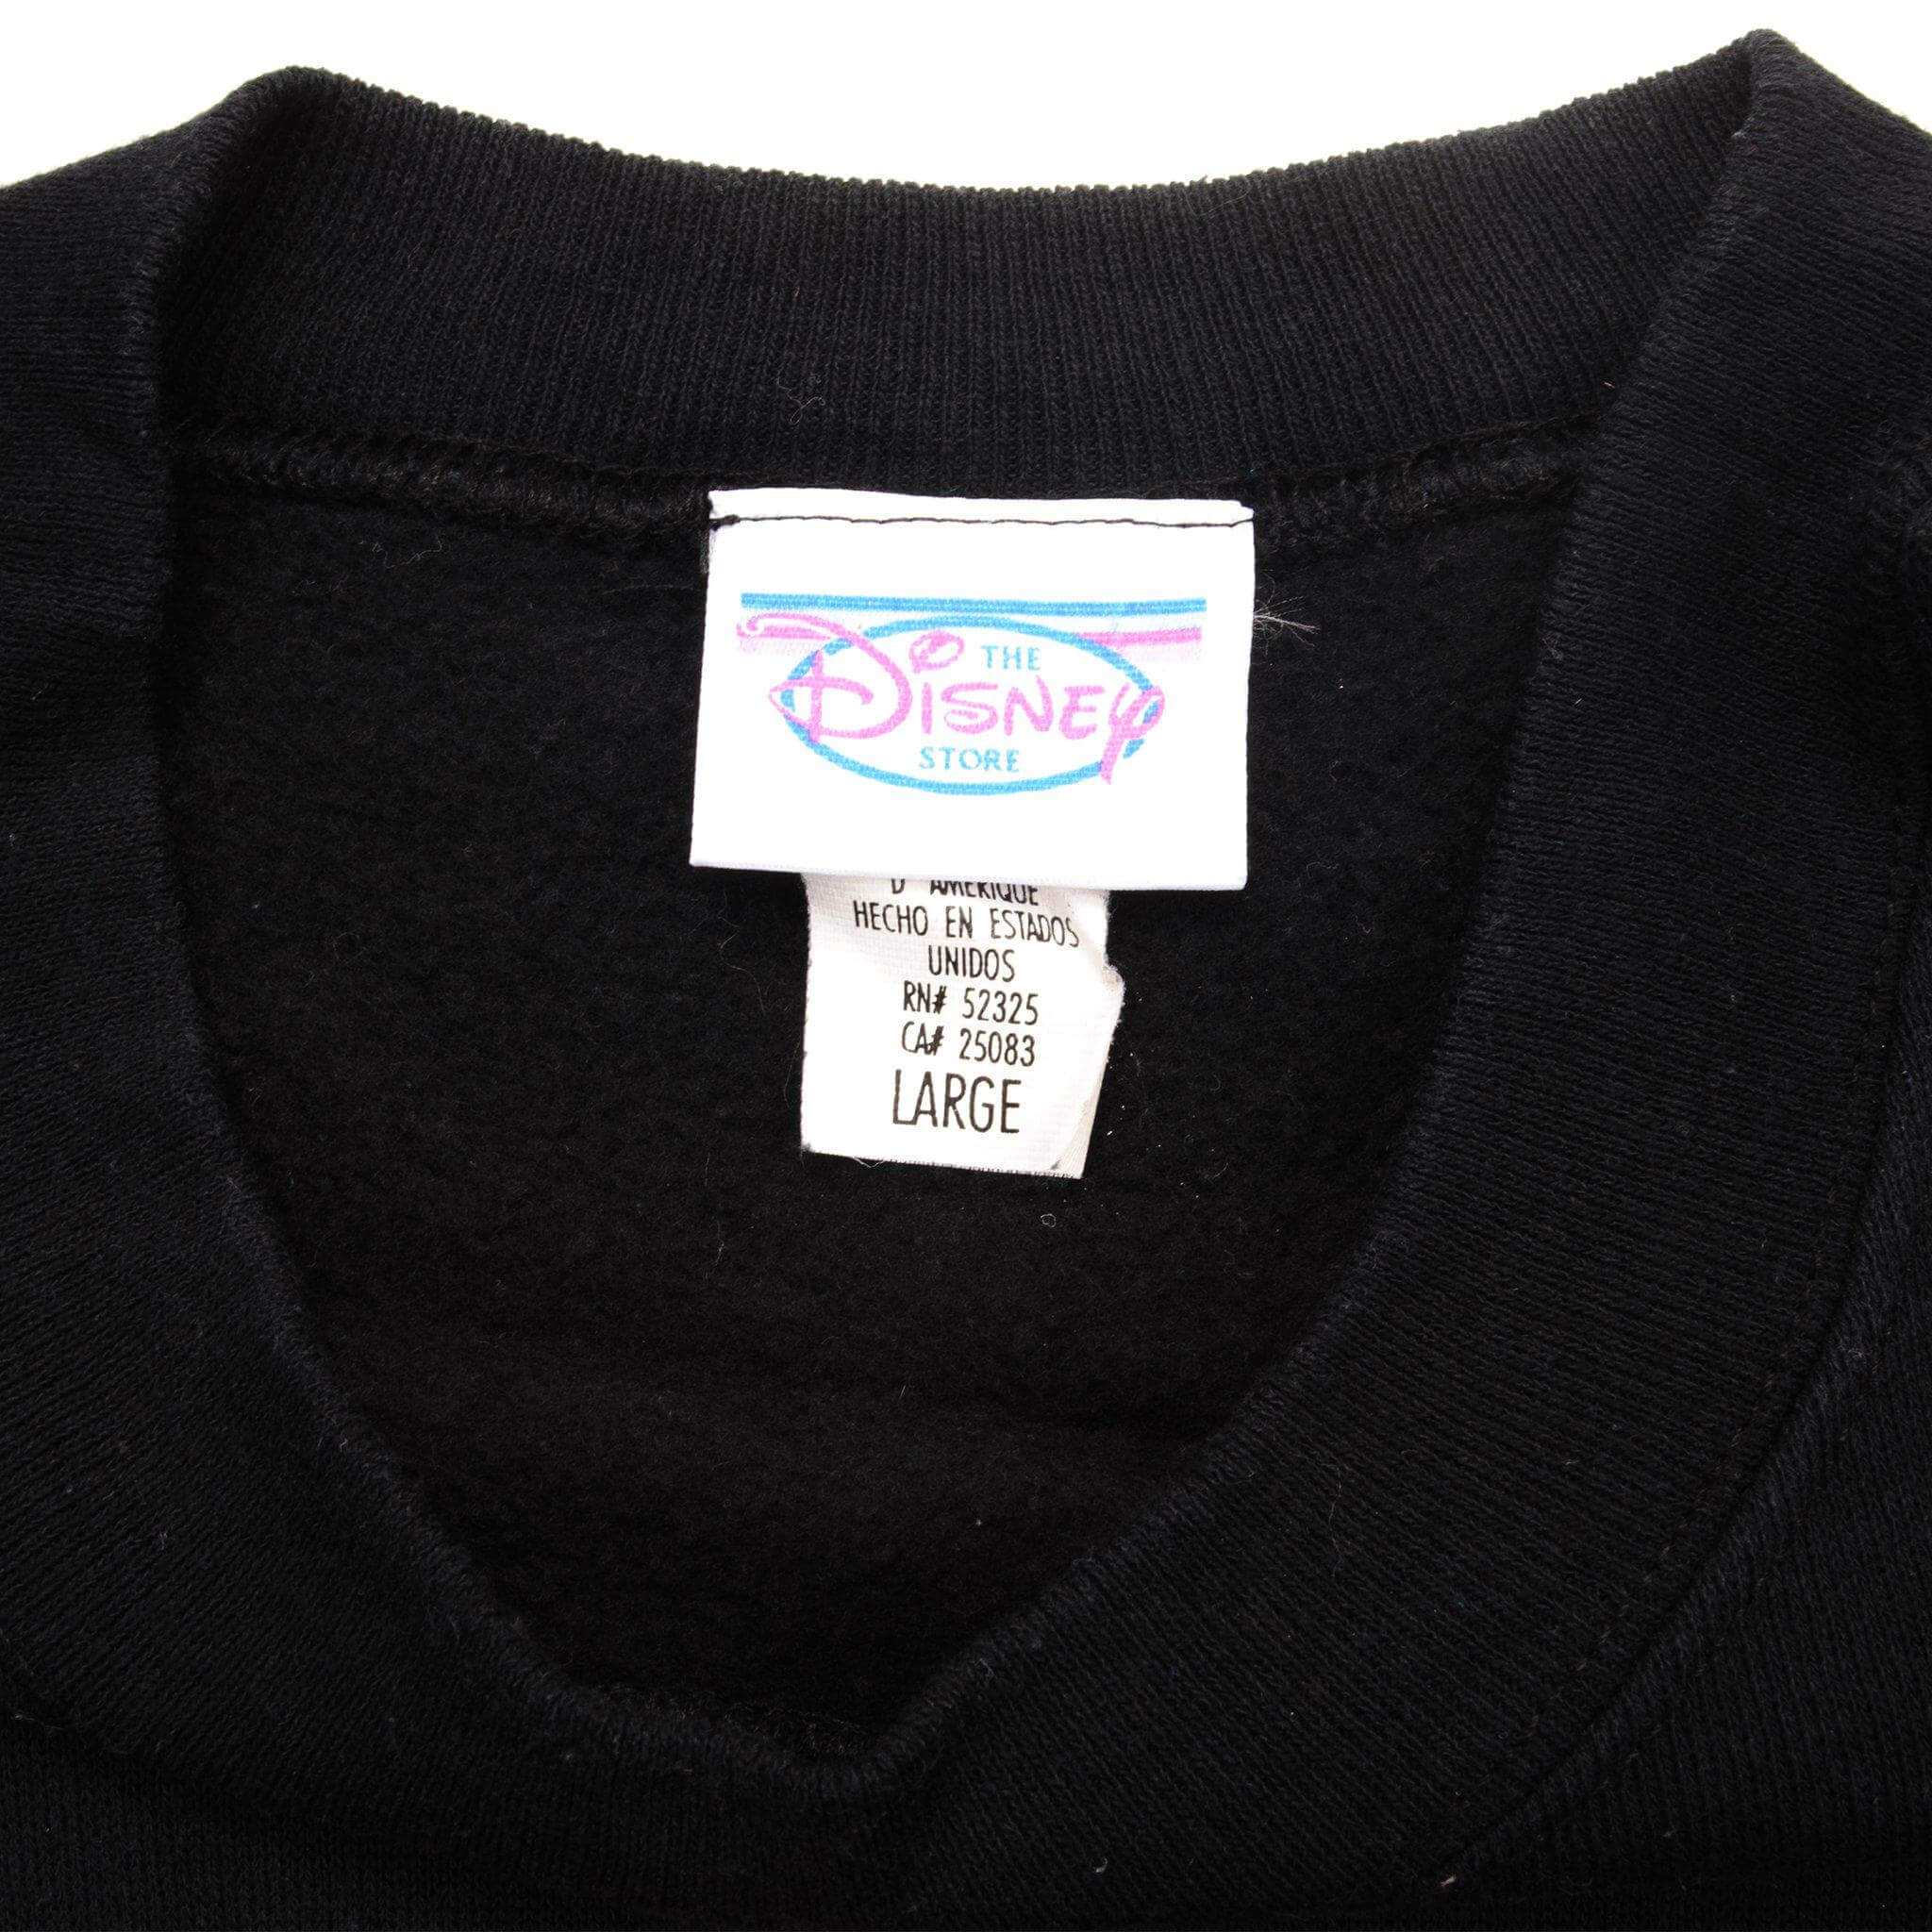 THE
DISNEY
STORE
D' AMERIQUE
HECHO EN ESTADOS
UNIDOS
RN# 52325
CA# 25083
LARGE